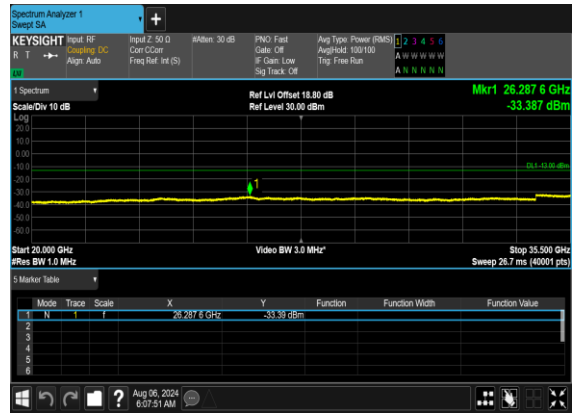 Spectrum Analyzer 1
Swept SA
+
KEYSIGHT Input: RF Input Z: 50 Ω #Atten: 30 dB PNO: Fast Avg Type: Power (RMS) 1 2 3 4 5 6
R T Coupling: DC Corr CCorr Gate: Off Avg|Hold: 100/100 A W W W W W
Align: Auto Freq Ref: Int (S) IF Gain: Low Trig: Free Run
Sig Track: Off A N N N N N
1 Spectrum Ref Lvl Offset 18.80 dB Mkr1 26.287 6 GHz
Scale/Div 10 dB Ref Level 30.00 dBm -33.387 dBm
Log
20.0
10.0
0.00
-10.0 DL1 -13.00 dBm
-20.0
-30.0 1
-40.0
-50.0
-60.0
Start 20.000 GHz Video BW 3.0 MHz* Stop 35.500 GHz
#Res BW 1.0 MHz Sweep 26.7 ms (40001 pts)
5 Marker Table
Mode Trace Scale X Y Function Function Width Function Value
1 N 1 f 26.287 6 GHz -33.39 dBm
2
3
4
5
6
? Aug 06, 2024
6:07:51 AM